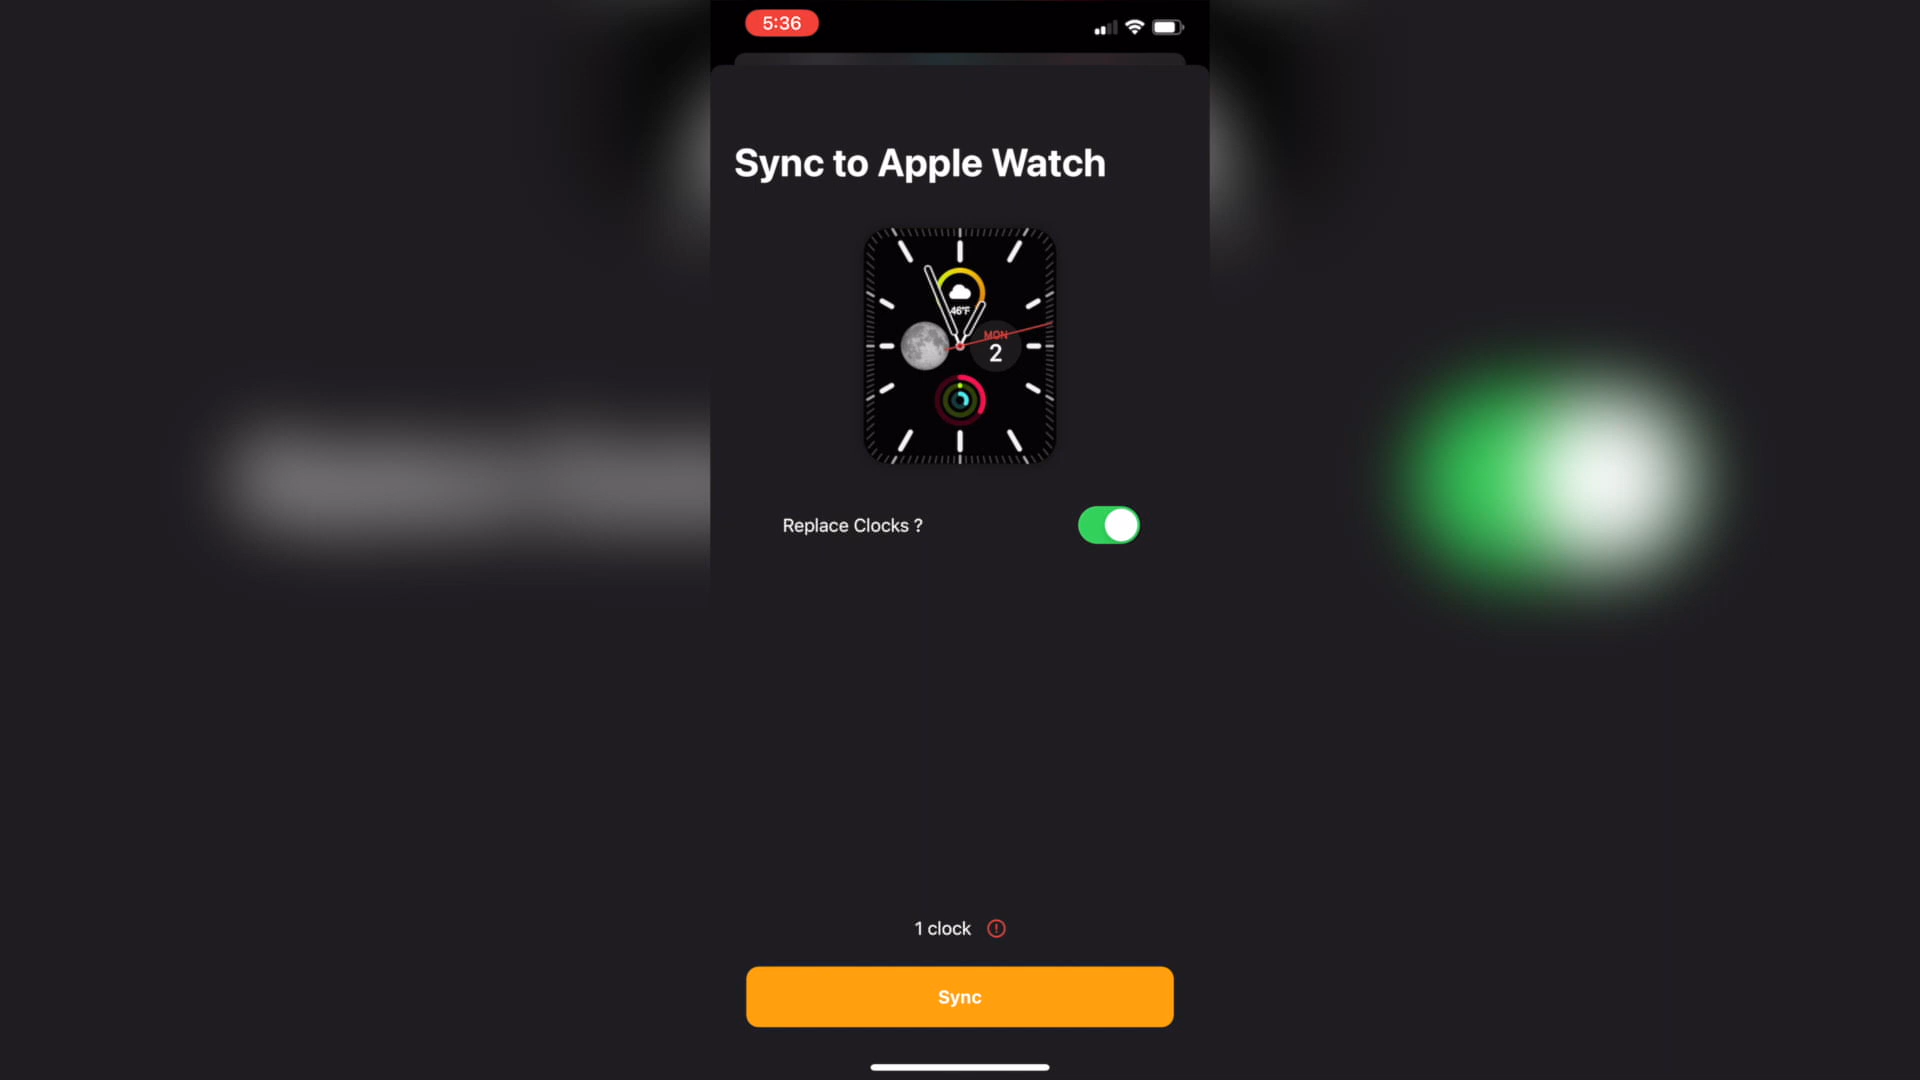 5:36
Sync to Apple Watch
46°F
MON
2
Replace Clocks ?
1 clock
Sync